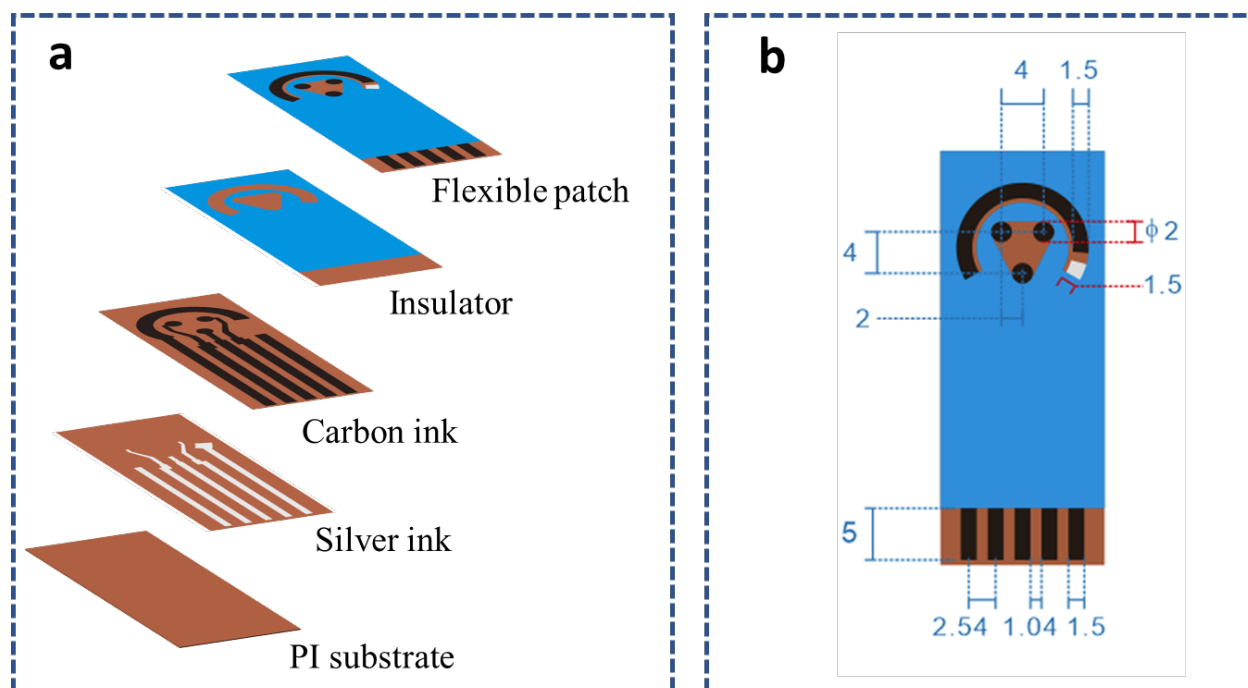 a
Flexible patch
Insulator
Carbon ink
Silver ink
PI substrate
b
4 1.5
ϕ2
4
1.5
2
5
2.54 1.04 1.5